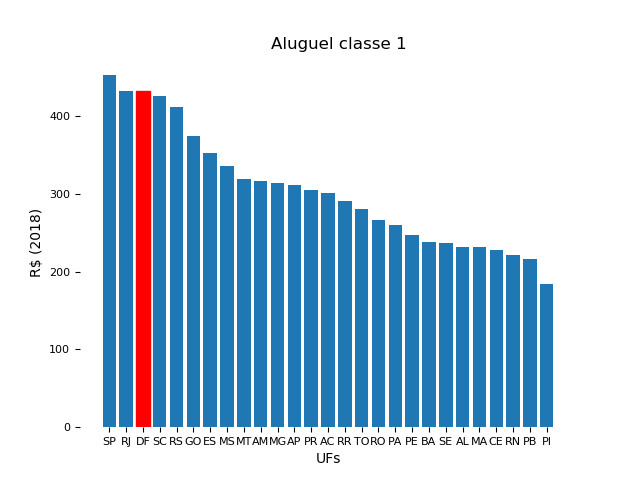 Aluguel classe 1
R$ (2018)
400
300
200
100
0
SP RJ DF SC RS GO ES MS MT AM MG AP PR AC RR TO RO PA PE BA SE AL MA CE RN PB PI
UFs